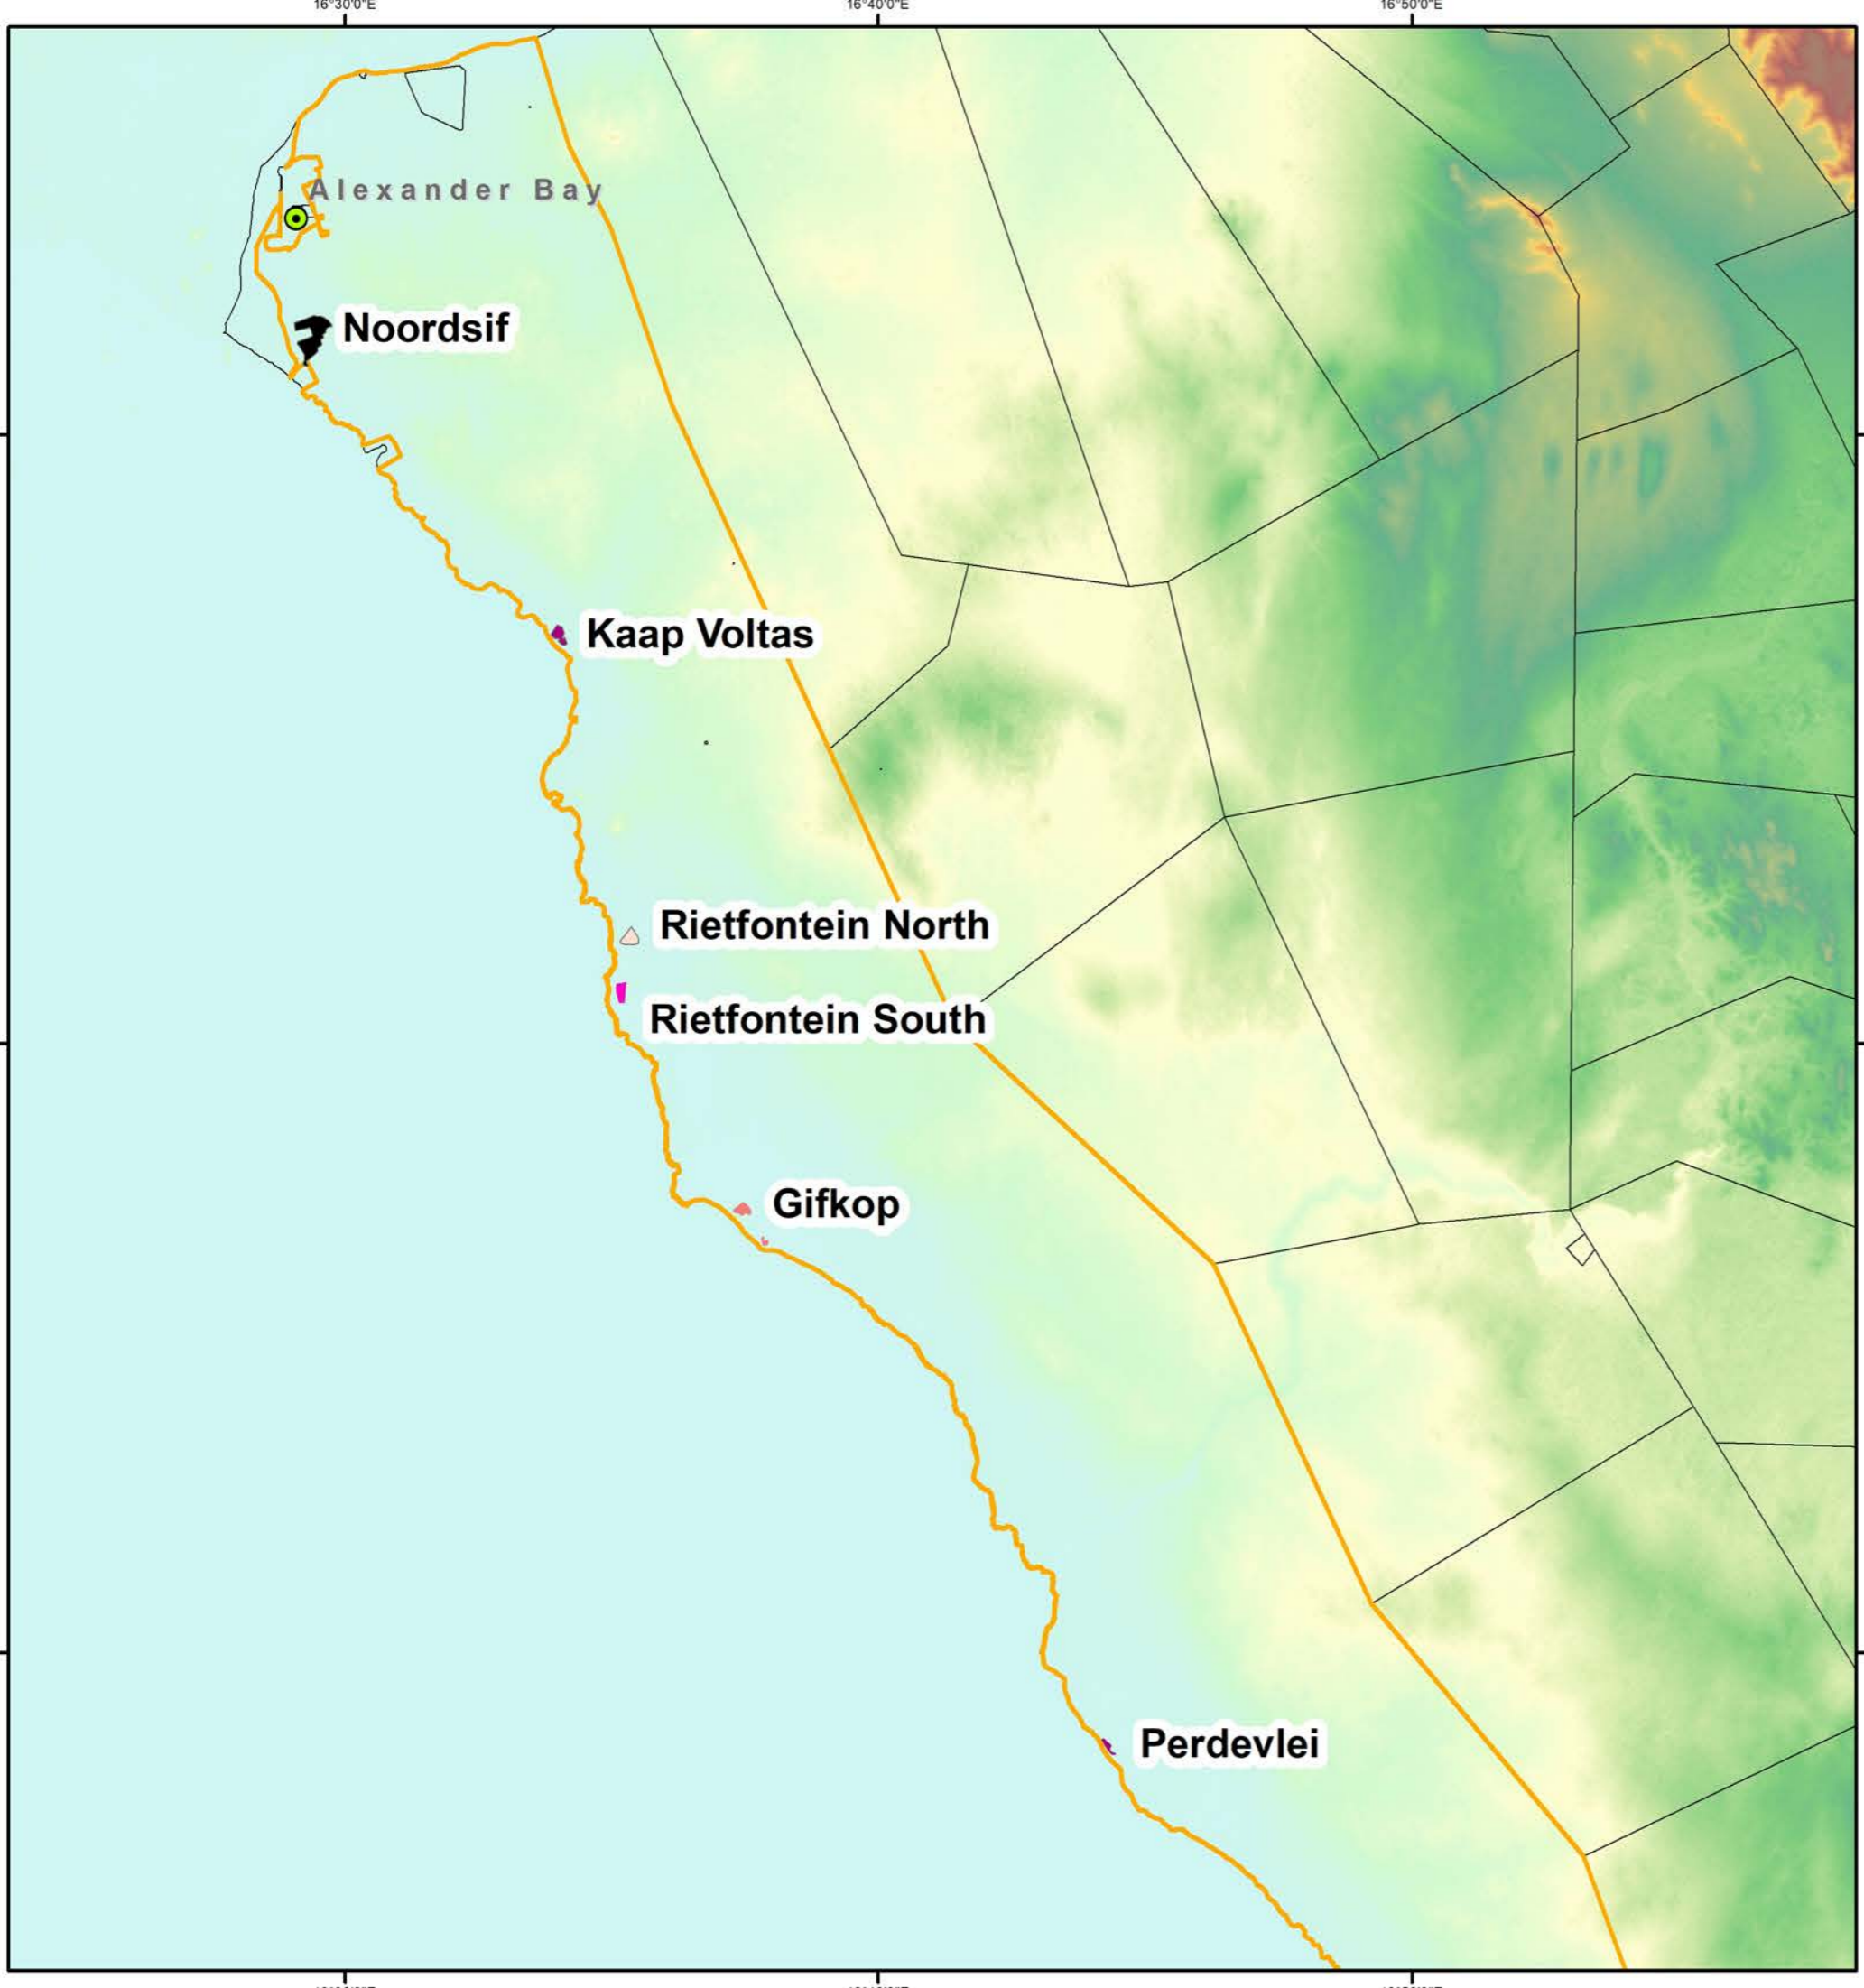 16°30'0"E 16°40'0"E 16°50'0"E
Alexander Bay
Noordsif
Kaap Voltas
Rietfontein North
Rietfontein South
Gifkop
Perdevlei